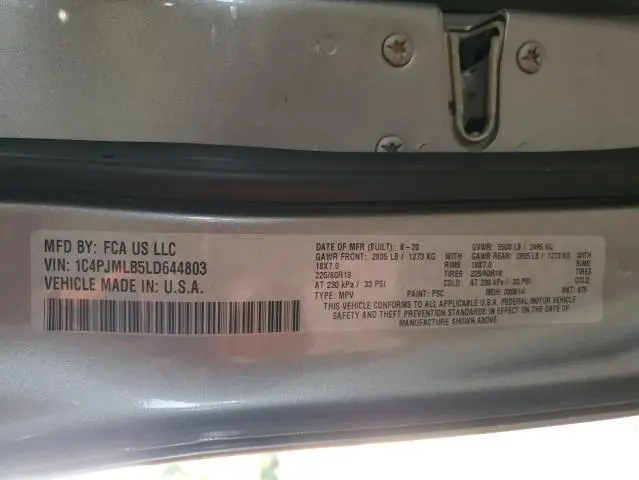 MFD BY: FCA US LLC
VIN: 1C4PJMLB5LD644803
VEHICLE MADE IN U.S.A.
DATE OF MFR (BUILT): 8-20
GVWR: 5500 LB / 2495 KG
GAWR FRONT: 2805 LB / 1273 KG
GAWR REAR: 2805 LB / 1273 KG
18X7.0 RIMS
18X7.0 RIMS
225/60R18
225/60R18
AT 230 kPa / 33 PSI COLD
AT 230 kPa / 33 PSI COLD
TYPE: MPV PAINT: PSC MDH: 080614 MKT: 875
THIS VEHICLE CONFORMS TO ALL APPLICABLE U.S.A. FEDERAL MOTOR VEHICLE
SAFETY AND THEFT PREVENTION STANDARDS IN EFFECT ON THE DATE OF
MANUFACTURE SHOWN ABOVE.